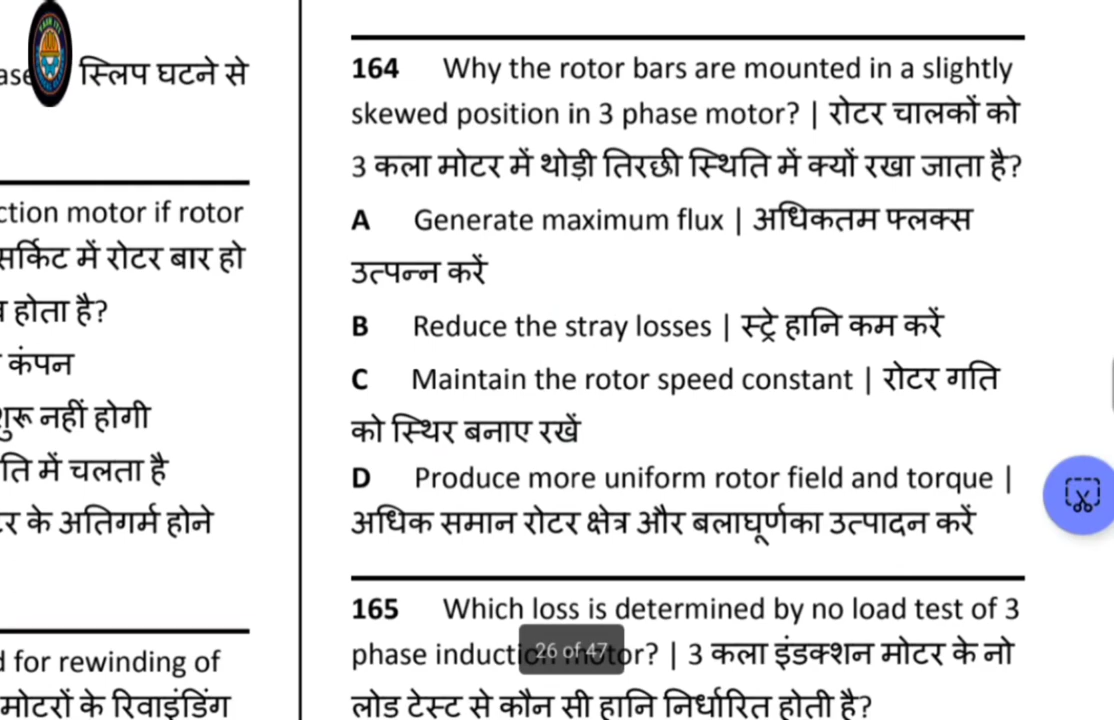 स्लिप घटने से
ction motor if rotor
सर्किट में रोटर बार हो
होता है?
कंपन
शुरू नहीं होगी
ति में चलता है
के अतिगर्म होने
for rewinding of
मोटरों के रिवाइंडिंग
164 Why the rotor bars are mounted in a slightly
skewed position in 3 phase motor? | रोटर चालकों को
3 कला मोटर में थोड़ी तिरछी स्थिति में क्यों रखा जाता है?
A Generate maximum flux | अधिकतम फ्लक्स
उत्पन्न करें
B Reduce the stray losses | स्ट्रे हानि कम करें
C Maintain the rotor speed constant | रोटर गति
को स्थिर बनाए रखें
D Produce more uniform rotor field and torque |
अधिक समान रोटर क्षेत्र और बलाघूर्णका उत्पादन करें
165 Which loss is determined by no load test of 3
phase induction motor? | 3 कला इंडक्शन मोटर के नो
26 of 47
लोड टेस्ट से कौन सी हानि निर्धारित होती है?